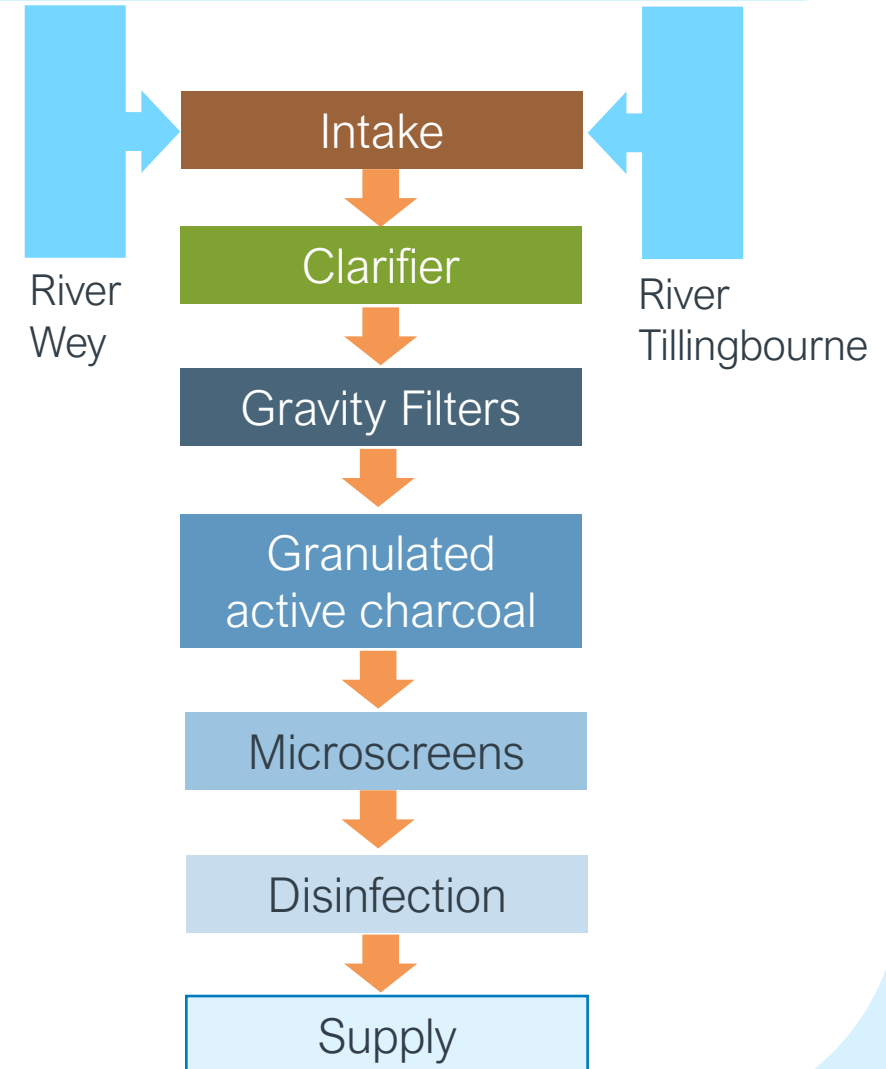 Intake
Clarifier
River
Wey
River
Tillingbourne
Gravity Filters
Granulated
active charcoal
Microscreens
Disinfection
Supply